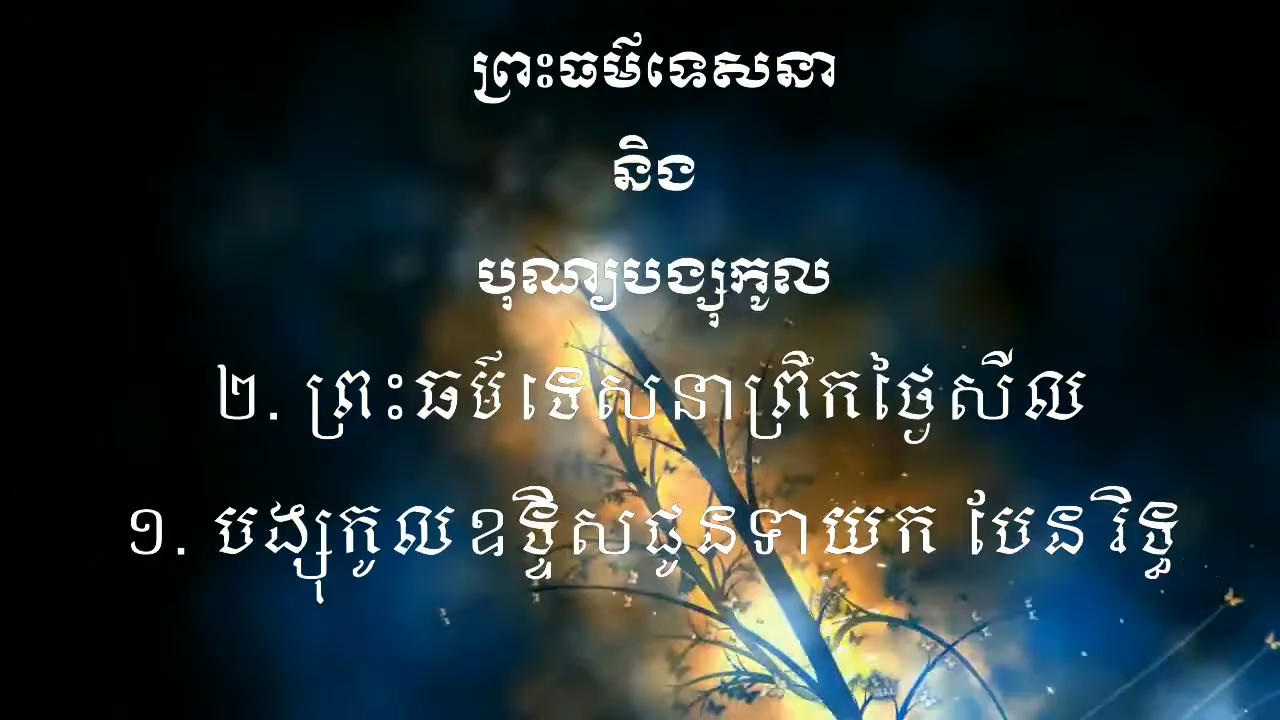 ព្រះធម៌ទេសនា
និង
បុណ្យបង្សុកូល
២. ព្រះធម៌ទេសនាព្រឹកថ្ងៃសីល
១. បង្សុកូលឧទ្ទិសជូនទាយក មែនរិទ្ធ